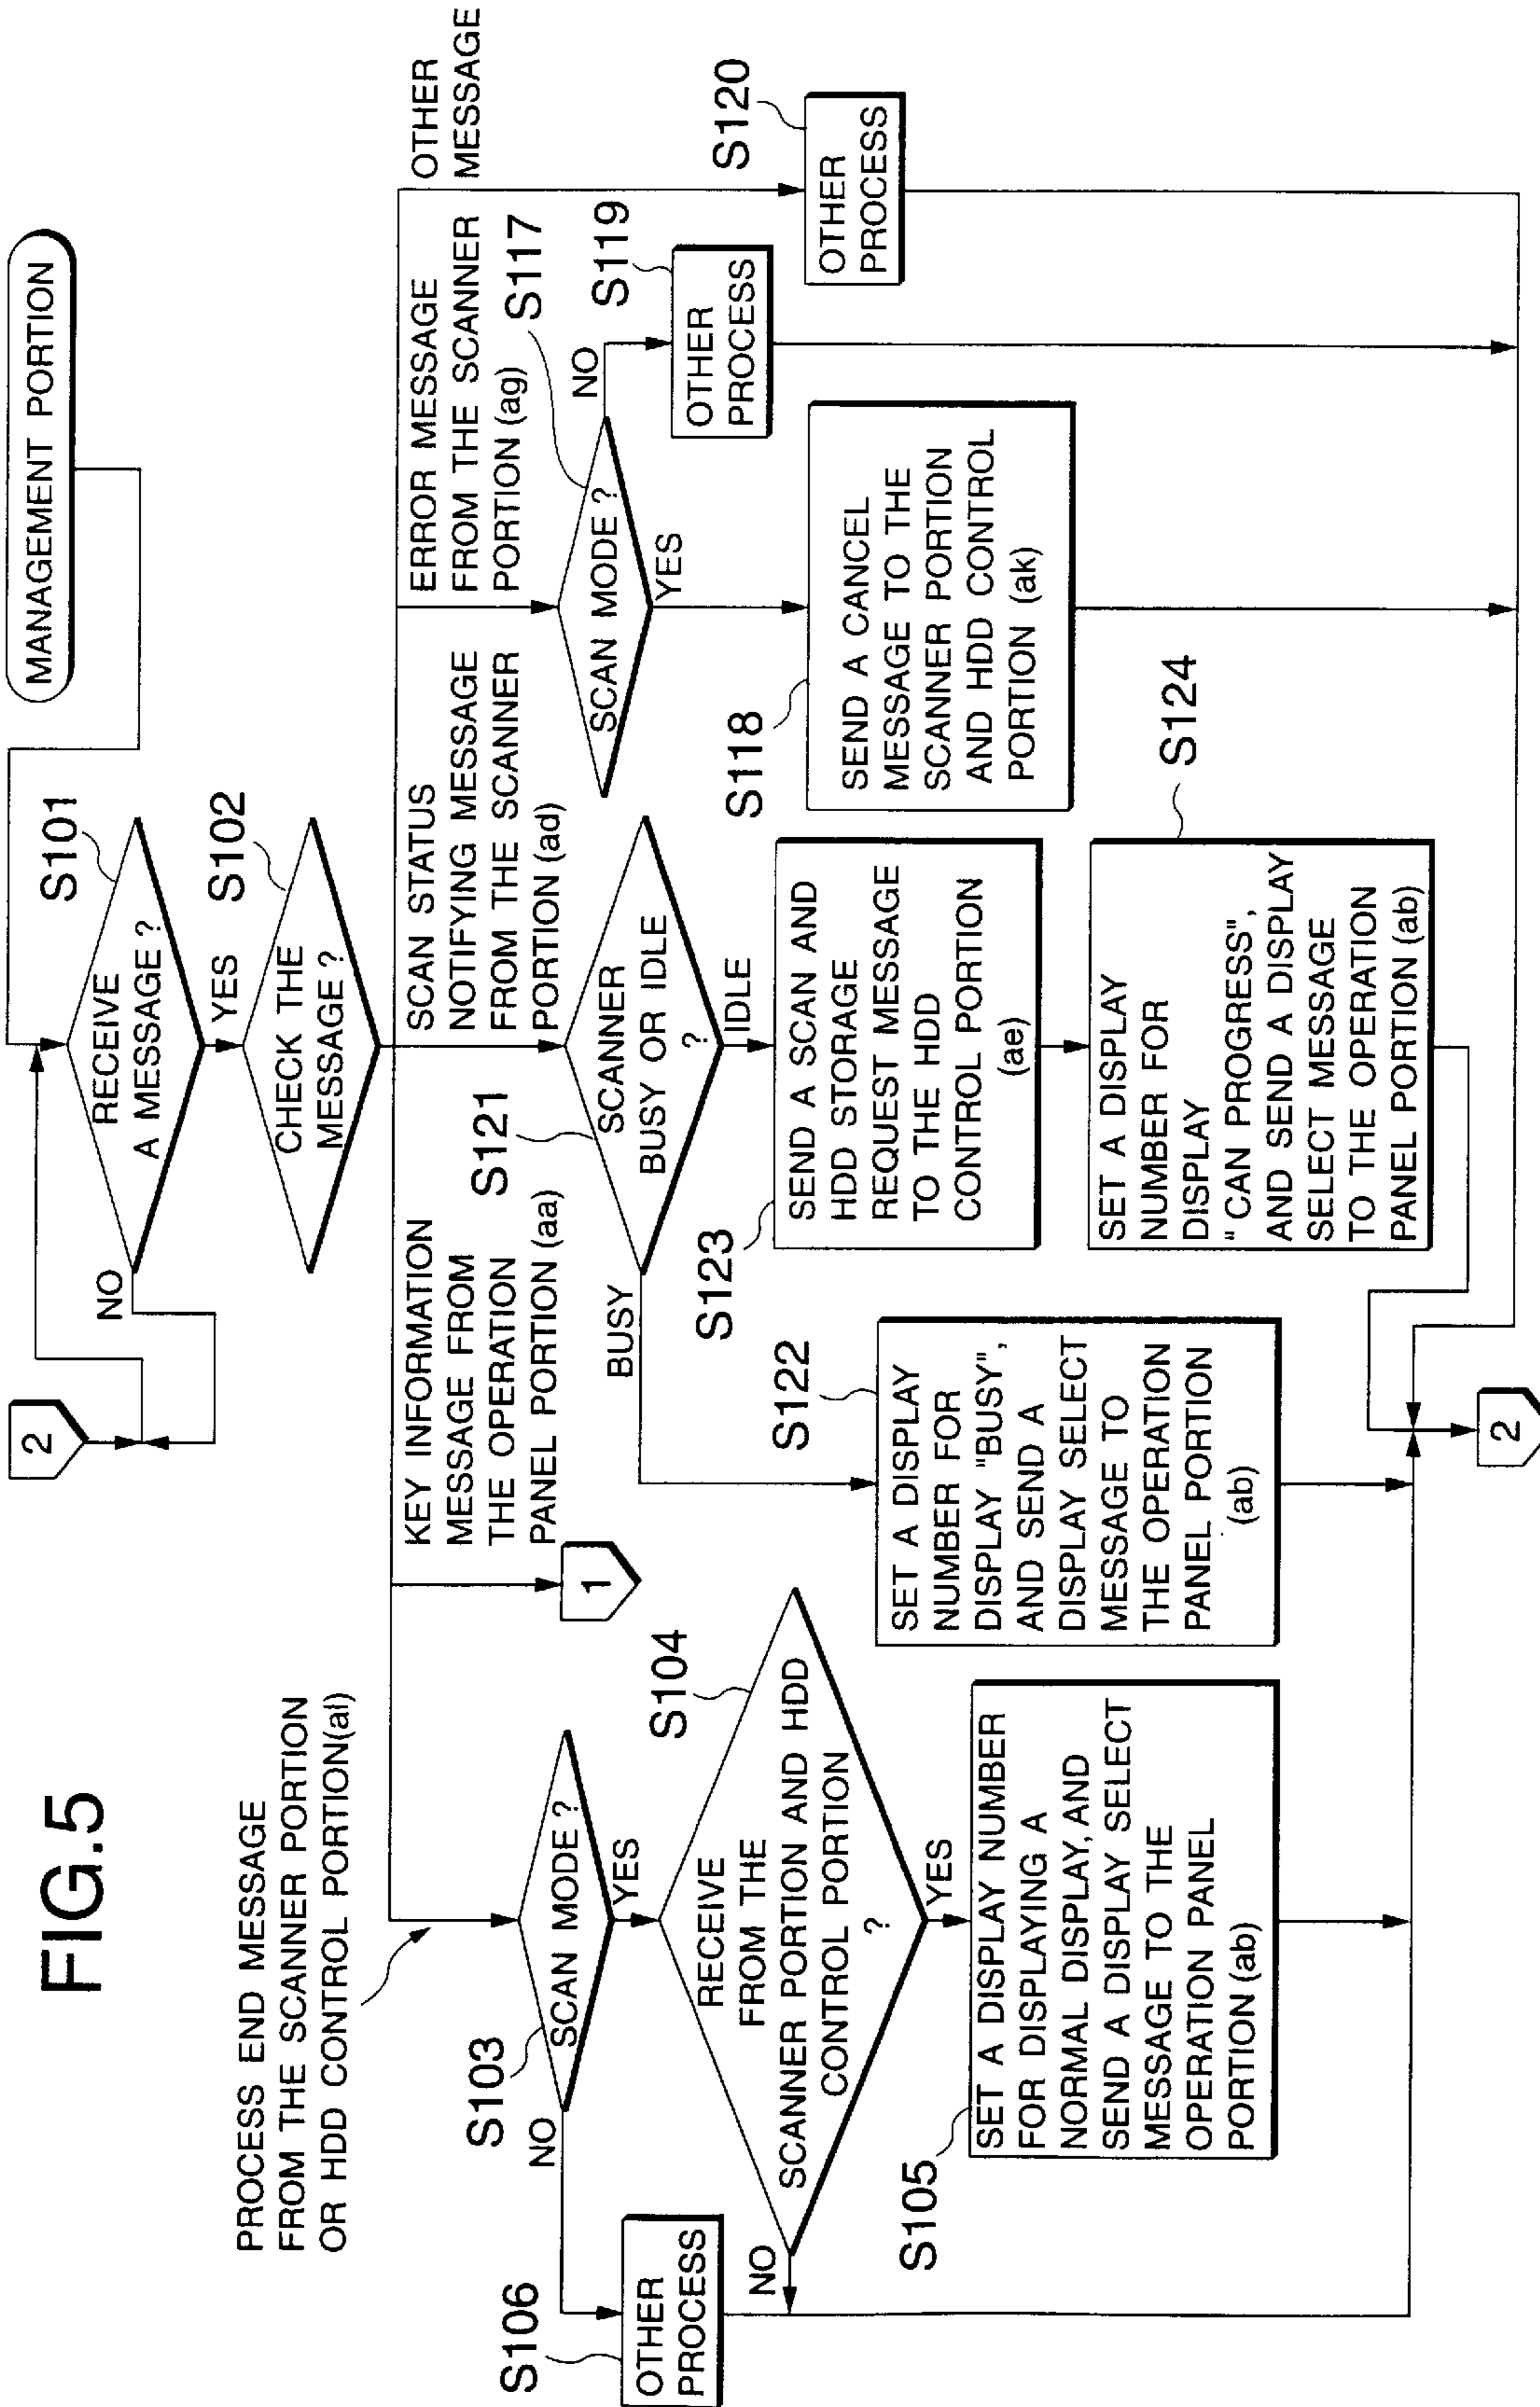 FIG.5
MANAGEMENT PORTION
2
S101
RECEIVE
A MESSAGE ?
NO
YES
S102
CHECK THE
MESSAGE ?
PROCESS END MESSAGE
FROM THE SCANNER PORTION
OR HDD CONTROL PORTION(al)
KEY INFORMATION
MESSAGE FROM
THE OPERATION
PANEL PORTION (aa)
SCAN STATUS
NOTIFYING MESSAGE
FROM THE SCANNER
PORTION (ad)
ERROR MESSAGE
FROM THE SCANNER
PORTION (ag)
OTHER
MESSAGE
S103
SCAN MODE ?
NO
YES
S106
OTHER
PROCESS
S104
RECEIVE
FROM THE
SCANNER PORTION AND HDD
CONTROL PORTION
?
NO
YES
S105
SET A DISPLAY NUMBER
FOR DISPLAYING A
NORMAL DISPLAY, AND
SEND A DISPLAY SELECT
MESSAGE TO THE
OPERATION PANEL
PORTION (ab)
1
S121
SCANNER
BUSY OR IDLE
?
BUSY
IDLE
S122
SET A DISPLAY
NUMBER FOR
DISPLAY "BUSY",
AND SEND A
DISPLAY SELECT
MESSAGE TO
THE OPERATION
PANEL PORTION
(ab)
S123
SEND A SCAN AND
HDD STORAGE
REQUEST MESSAGE
TO THE HDD
CONTROL PORTION
(ae)
S124
SET A DISPLAY
NUMBER FOR
DISPLAY
"CAN PROGRESS",
AND SEND A DISPLAY
SELECT MESSAGE
TO THE OPERATION
PANEL PORTION (ab)
S117
SCAN MODE ?
NO
YES
S118
SEND A CANCEL
MESSAGE TO THE
SCANNER PORTION
AND HDD CONTROL
PORTION (ak)
S119
OTHER
PROCESS
S120
OTHER
PROCESS
2